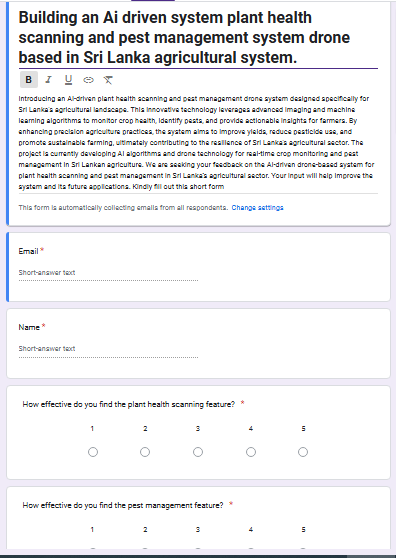 Building an Ai driven system plant health
scanning and pest management system drone
based in Sri Lanka agricultural system.
B I U
Introducing an AI-driven plant health scanning and pest management drone system designed specifically for
Sri Lanka's agricultural landscape. This innovative technology leverages advanced imaging and machine
learning algorithms to monitor crop health, identify pests, and provide actionable insights for farmers. By
enhancing precision agriculture practices, the system aims to improve yields, reduce pesticide use, and
promote sustainable farming, ultimately contributing to the resilience of Sri Lanka's agricultural sector. The
project is currently developing AI algorithms and drone technology for real-time crop monitoring and pest
management in Sri Lankan agriculture. We are seeking your feedback on the AI-driven drone-based system for
plant health scanning and pest management in Sri Lanka's agricultural sector. Your input will help improve the
system and its future applications. Kindly fill out this short form
This form is automatically collecting emails from all respondents. Change settings
Email *
Short-answer text
Name *
Short-answer text
How effective do you find the plant health scanning feature? *
1 2 3 4 5
How effective do you find the pest management feature? *
1 2 3 4 5